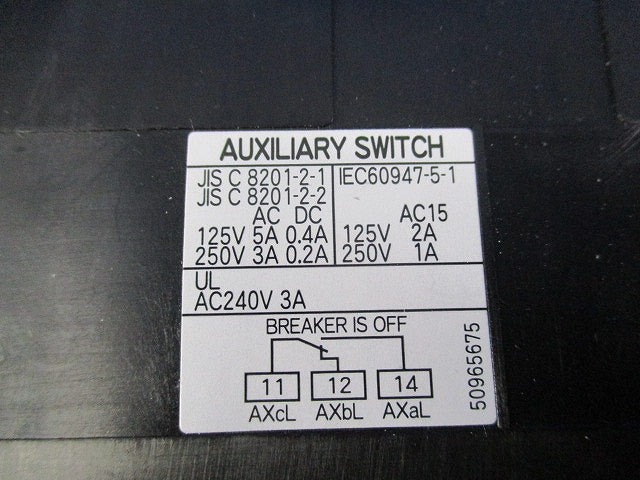 AUXILIARY SWITCH
JIS C 8201-2-1
JIS C 8201-2-2
AC DC
125V 5A 0.4A
250V 3A 0.2A
IEC60947-5-1
AC15
125V 2A
250V 1A
UL
AC240V 3A
BREAKER IS OFF
11 12 14
AXcL AXbL AXaL
50965675